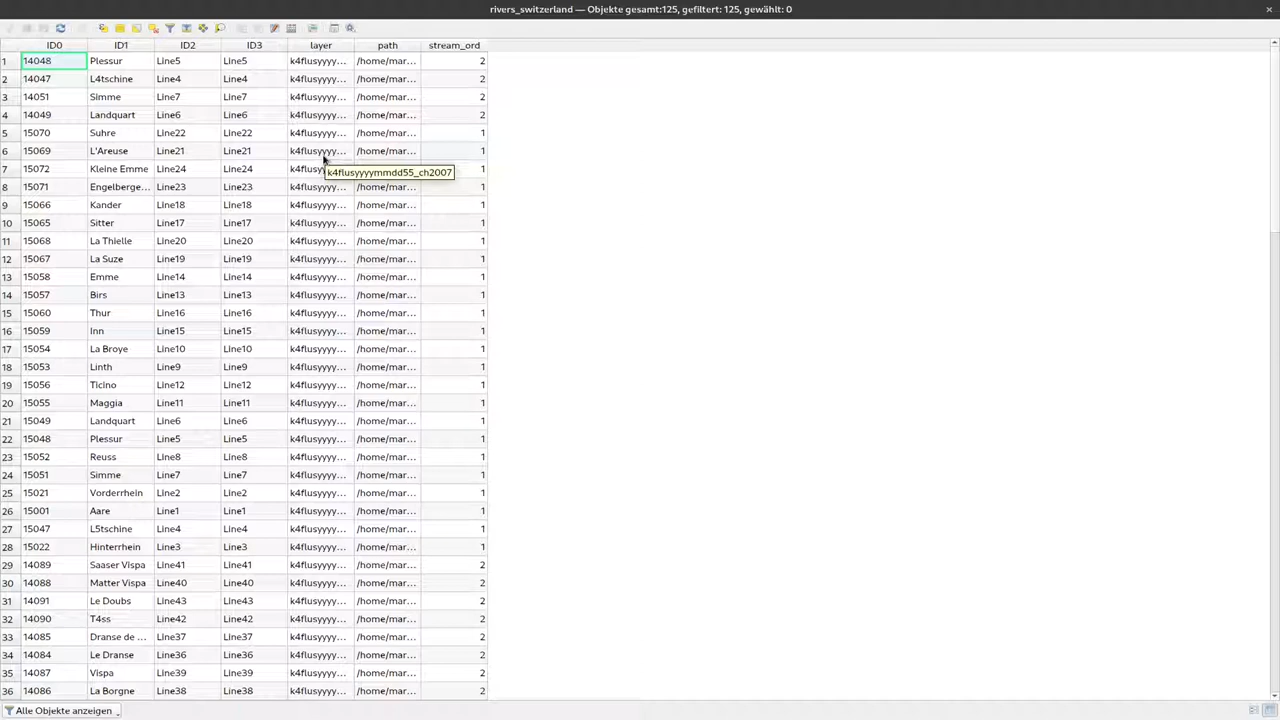 rivers_switzerland — Objekte gesamt:125, gefiltert: 125, gewählt: 0
ID0 ID1 ID2 ID3 layer path stream_ord
1 14048 Plessur Line5 Line5 k4flusyyyy... /home/mar... 2
2 14047 L4tschine Line4 Line4 k4flusyyyy... /home/mar... 2
3 14051 Simme Line7 Line7 k4flusyyyy... /home/mar... 2
4 14049 Landquart Line6 Line6 k4flusyyyy... /home/mar... 2
5 15070 Suhre Line22 Line22 k4flusyyyy... /home/mar... 1
6 15069 L'Areuse Line21 Line21 k4flusyyyy... /home/mar... 1
7 15072 Kleine Emme Line24 Line24 k4flusyy /home/mar... 1
k4flusyyyymmdd55_ch2007
8 15071 Engelberge... Line23 Line23 k4flusyyyy... /home/mar... 1
9 15066 Kander Line18 Line18 k4flusyyyy... /home/mar... 1
10 15065 Sitter Line17 Line17 k4flusyyyy... /home/mar... 1
11 15068 La Thielle Line20 Line20 k4flusyyyy... /home/mar... 1
12 15067 La Suze Line19 Line19 k4flusyyyy... /home/mar... 1
13 15058 Emme Line14 Line14 k4flusyyyy... /home/mar... 1
14 15057 Birs Line13 Line13 k4flusyyyy... /home/mar... 1
15 15060 Thur Line16 Line16 k4flusyyyy... /home/mar... 1
16 15059 Inn Line15 Line15 k4flusyyyy... /home/mar... 1
17 15054 La Broye Line10 Line10 k4flusyyyy... /home/mar... 1
18 15053 Linth Line9 Line9 k4flusyyyy... /home/mar... 1
19 15056 Ticino Line12 Line12 k4flusyyyy... /home/mar... 1
20 15055 Maggia Line11 Line11 k4flusyyyy... /home/mar... 1
21 15049 Landquart Line6 Line6 k4flusyyyy... /home/mar... 1
22 15048 Plessur Line5 Line5 k4flusyyyy... /home/mar... 1
23 15052 Reuss Line8 Line8 k4flusyyyy... /home/mar... 1
24 15051 Simme Line7 Line7 k4flusyyyy... /home/mar... 1
25 15021 Vorderrhein Line2 Line2 k4flusyyyy... /home/mar... 1
26 15001 Aare Line1 Line1 k4flusyyyy... /home/mar... 1
27 15047 L5tschine Line4 Line4 k4flusyyyy... /home/mar... 1
28 15022 Hinterrhein Line3 Line3 k4flusyyyy... /home/mar... 1
29 14089 Saaser Vispa Line41 Line41 k4flusyyyy... /home/mar... 2
30 14088 Matter Vispa Line40 Line40 k4flusyyyy... /home/mar... 2
31 14091 Le Doubs Line43 Line43 k4flusyyyy... /home/mar... 2
32 14090 T4ss Line42 Line42 k4flusyyyy... /home/mar... 2
33 14085 Dranse de ... Line37 Line37 k4flusyyyy... /home/mar... 2
34 14084 Le Dranse Line36 Line36 k4flusyyyy... /home/mar... 2
35 14087 Vispa Line39 Line39 k4flusyyyy... /home/mar... 2
36 14086 La Borgne Line38 Line38 k4flusyyyy... /home/mar... 2
Alle Objekte anzeigen